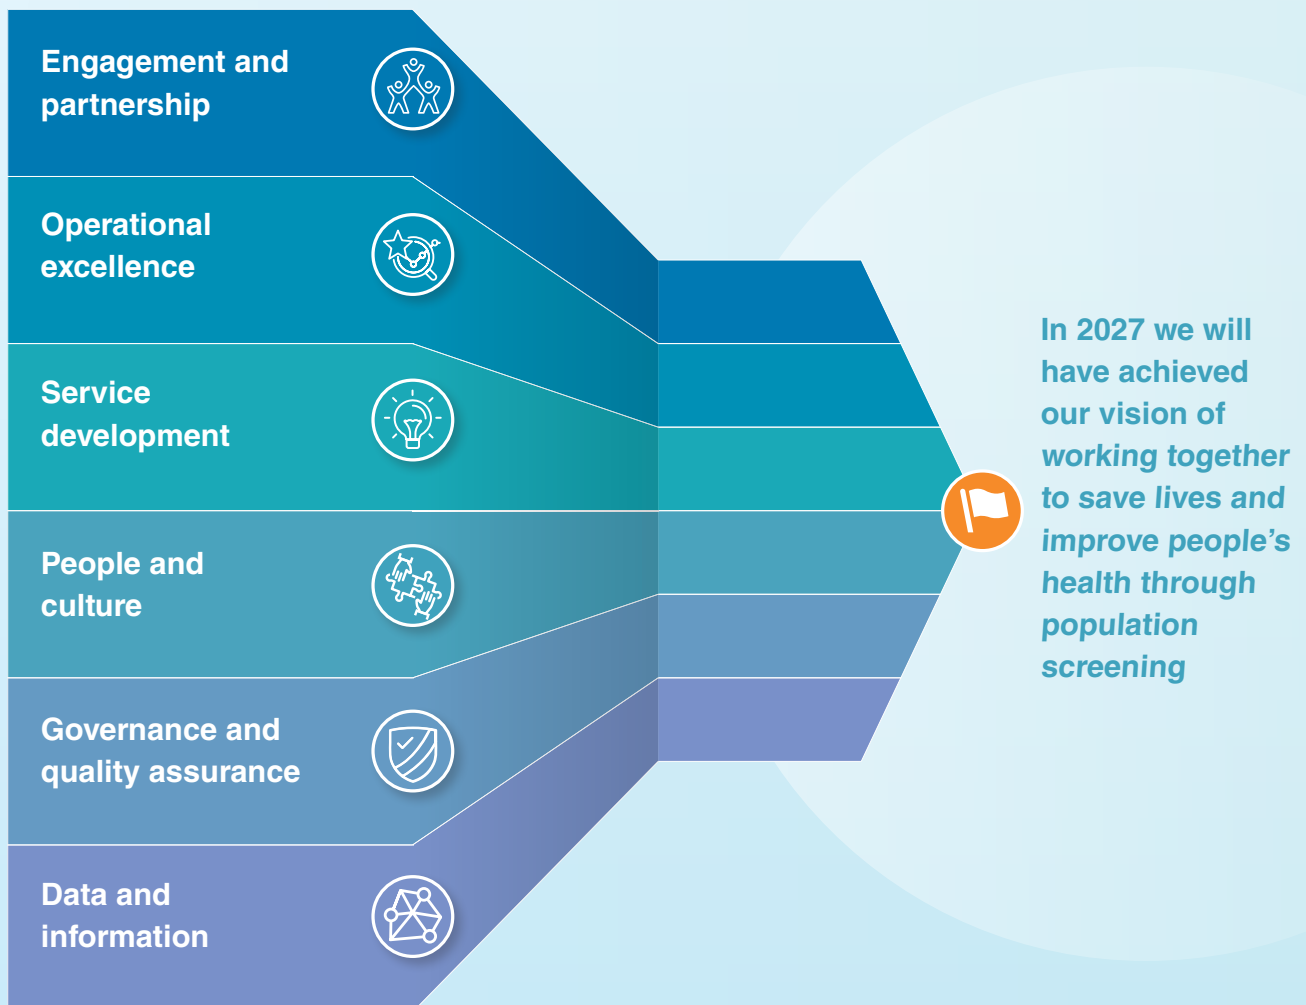 Engagement and
partnership
Operational
excellence
Service
development
People and
culture
Governance and
quality assurance
Data and
information
In 2027 we will
have achieved
our vision of
working together
to save lives and
improve people’s
health through
population
screening